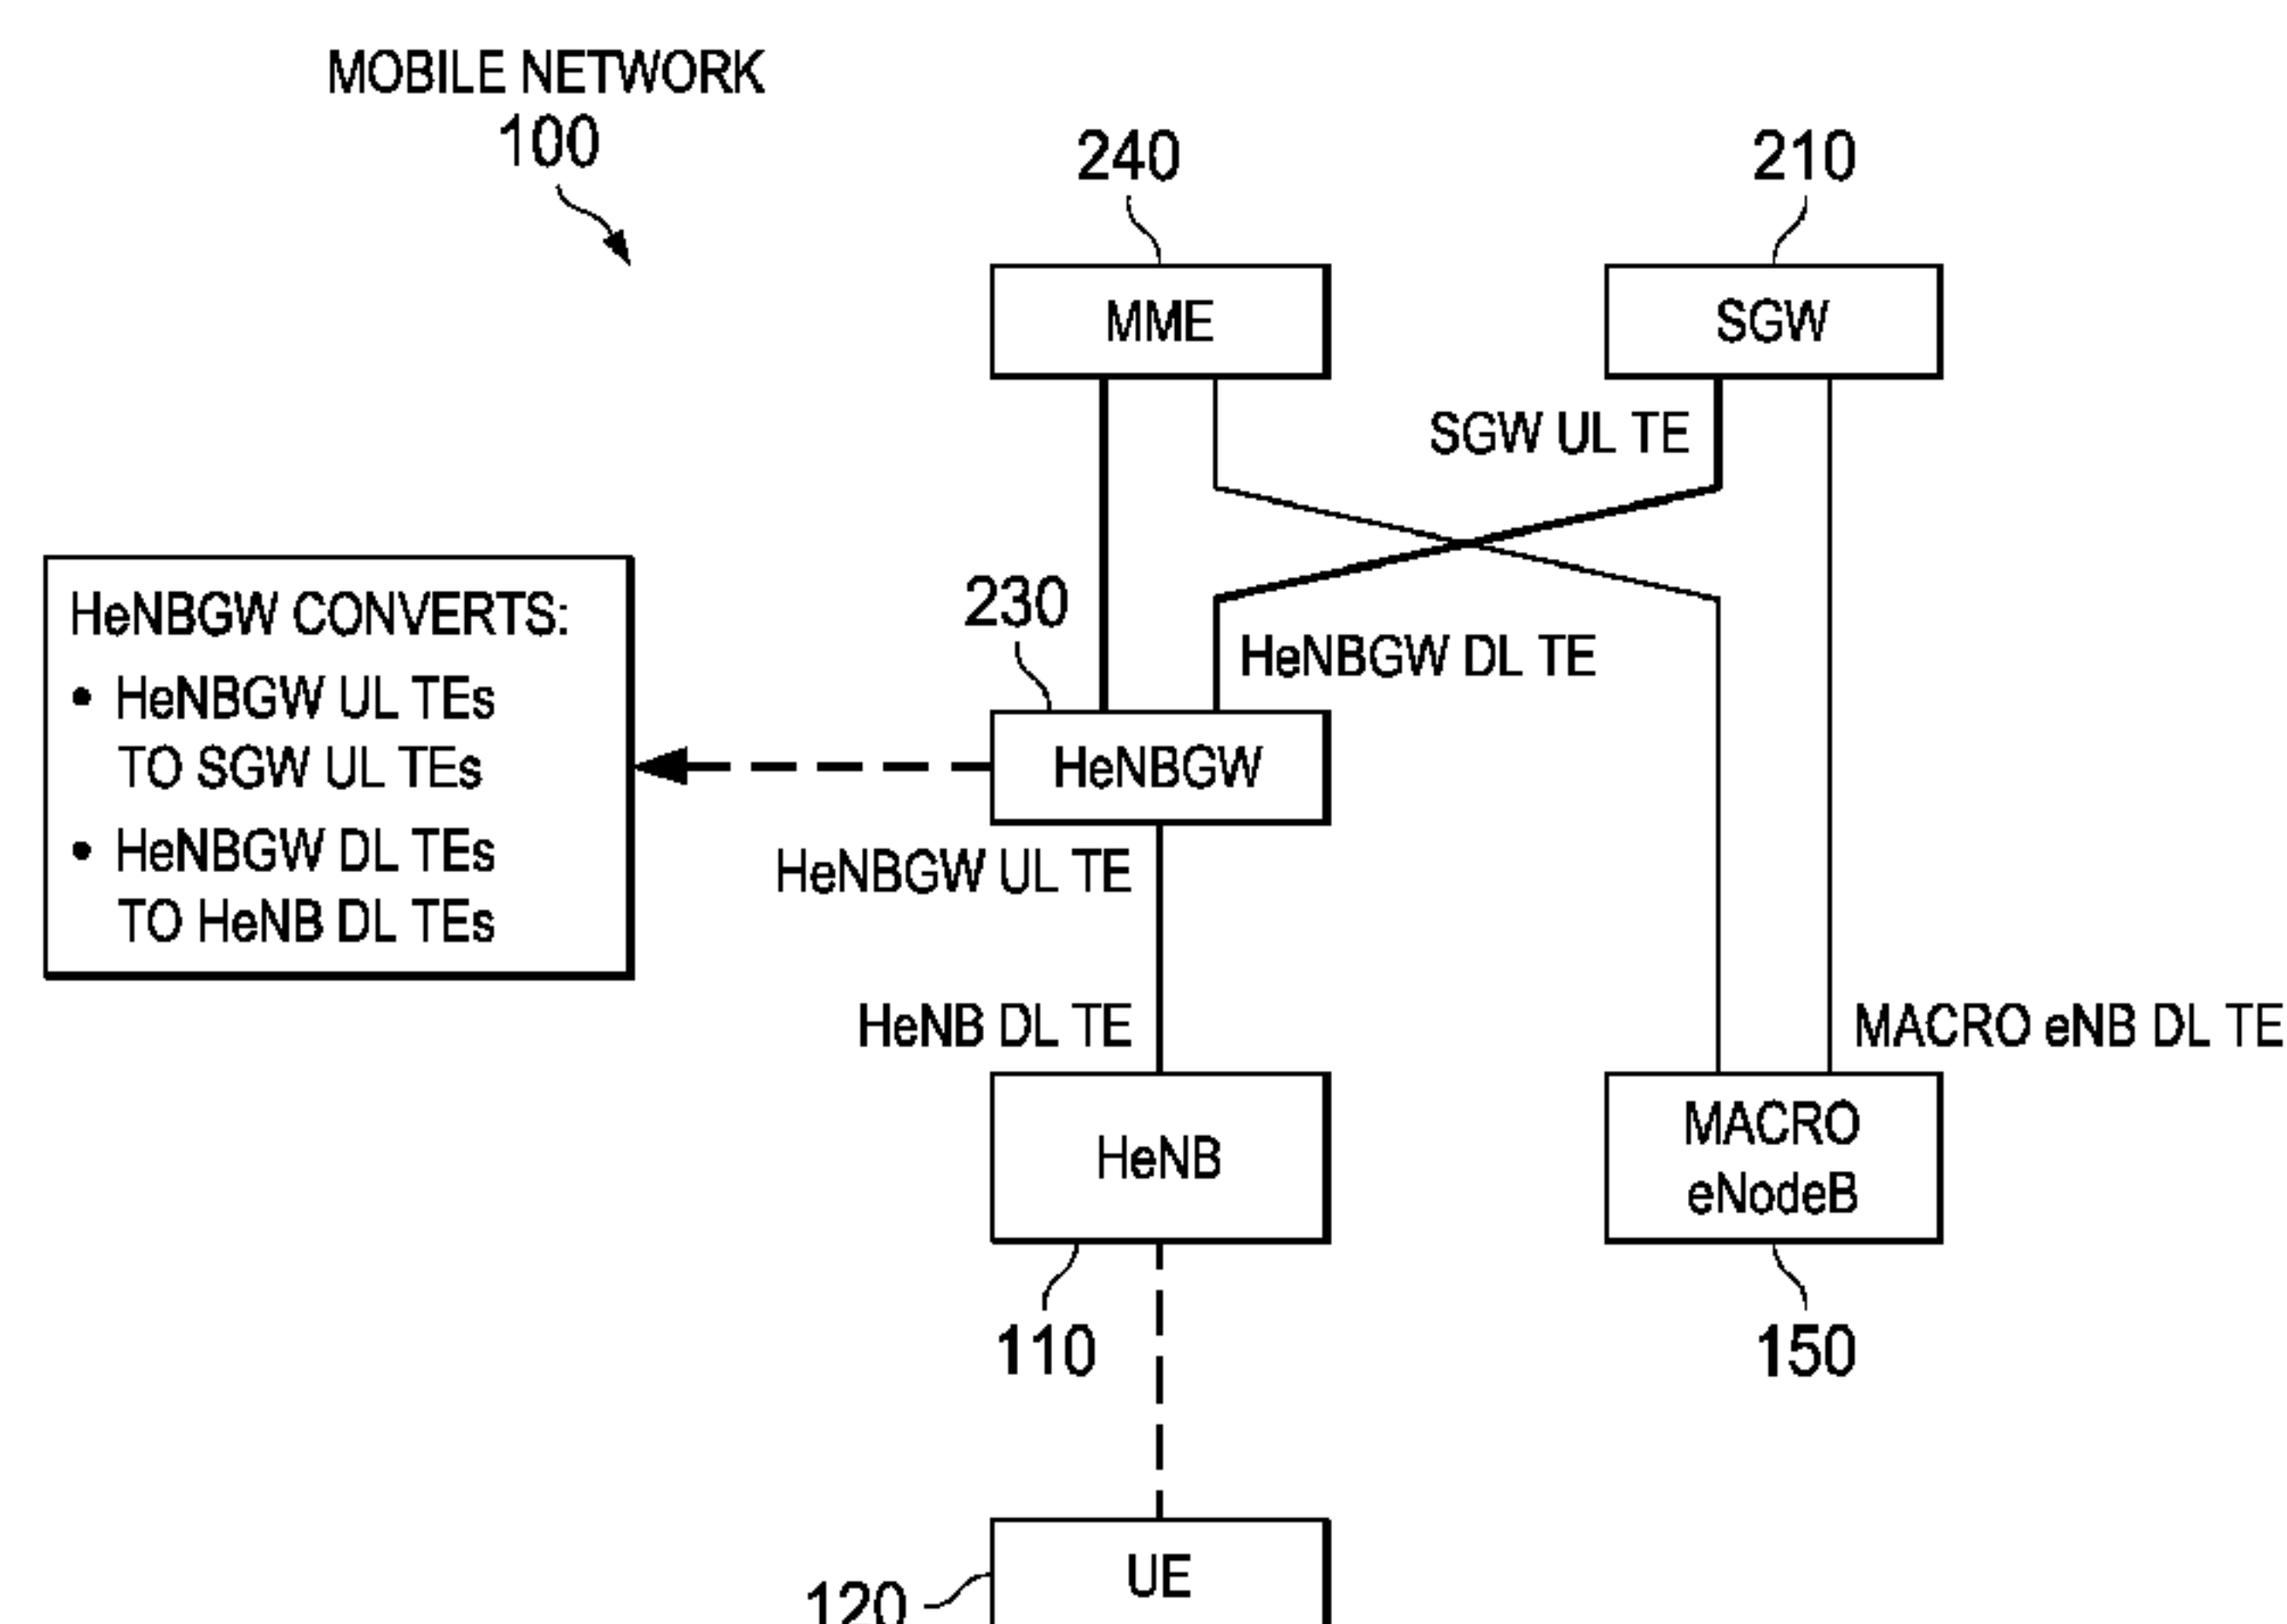 MOBILE NETWORK
100
240
210
MME
SGW
SGW UL TE
230
HeNBGW DL TE
HeNBGW CONVERTS:
• HeNBGW UL TEs
TO SGW UL TEs
• HeNBGW DL TEs
TO HeNB DL TEs
HeNBGW
HeNBGW UL TE
HeNB DL TE
MACRO eNB DL TE
HeNB
MACRO
eNodeB
110
150
UE
120